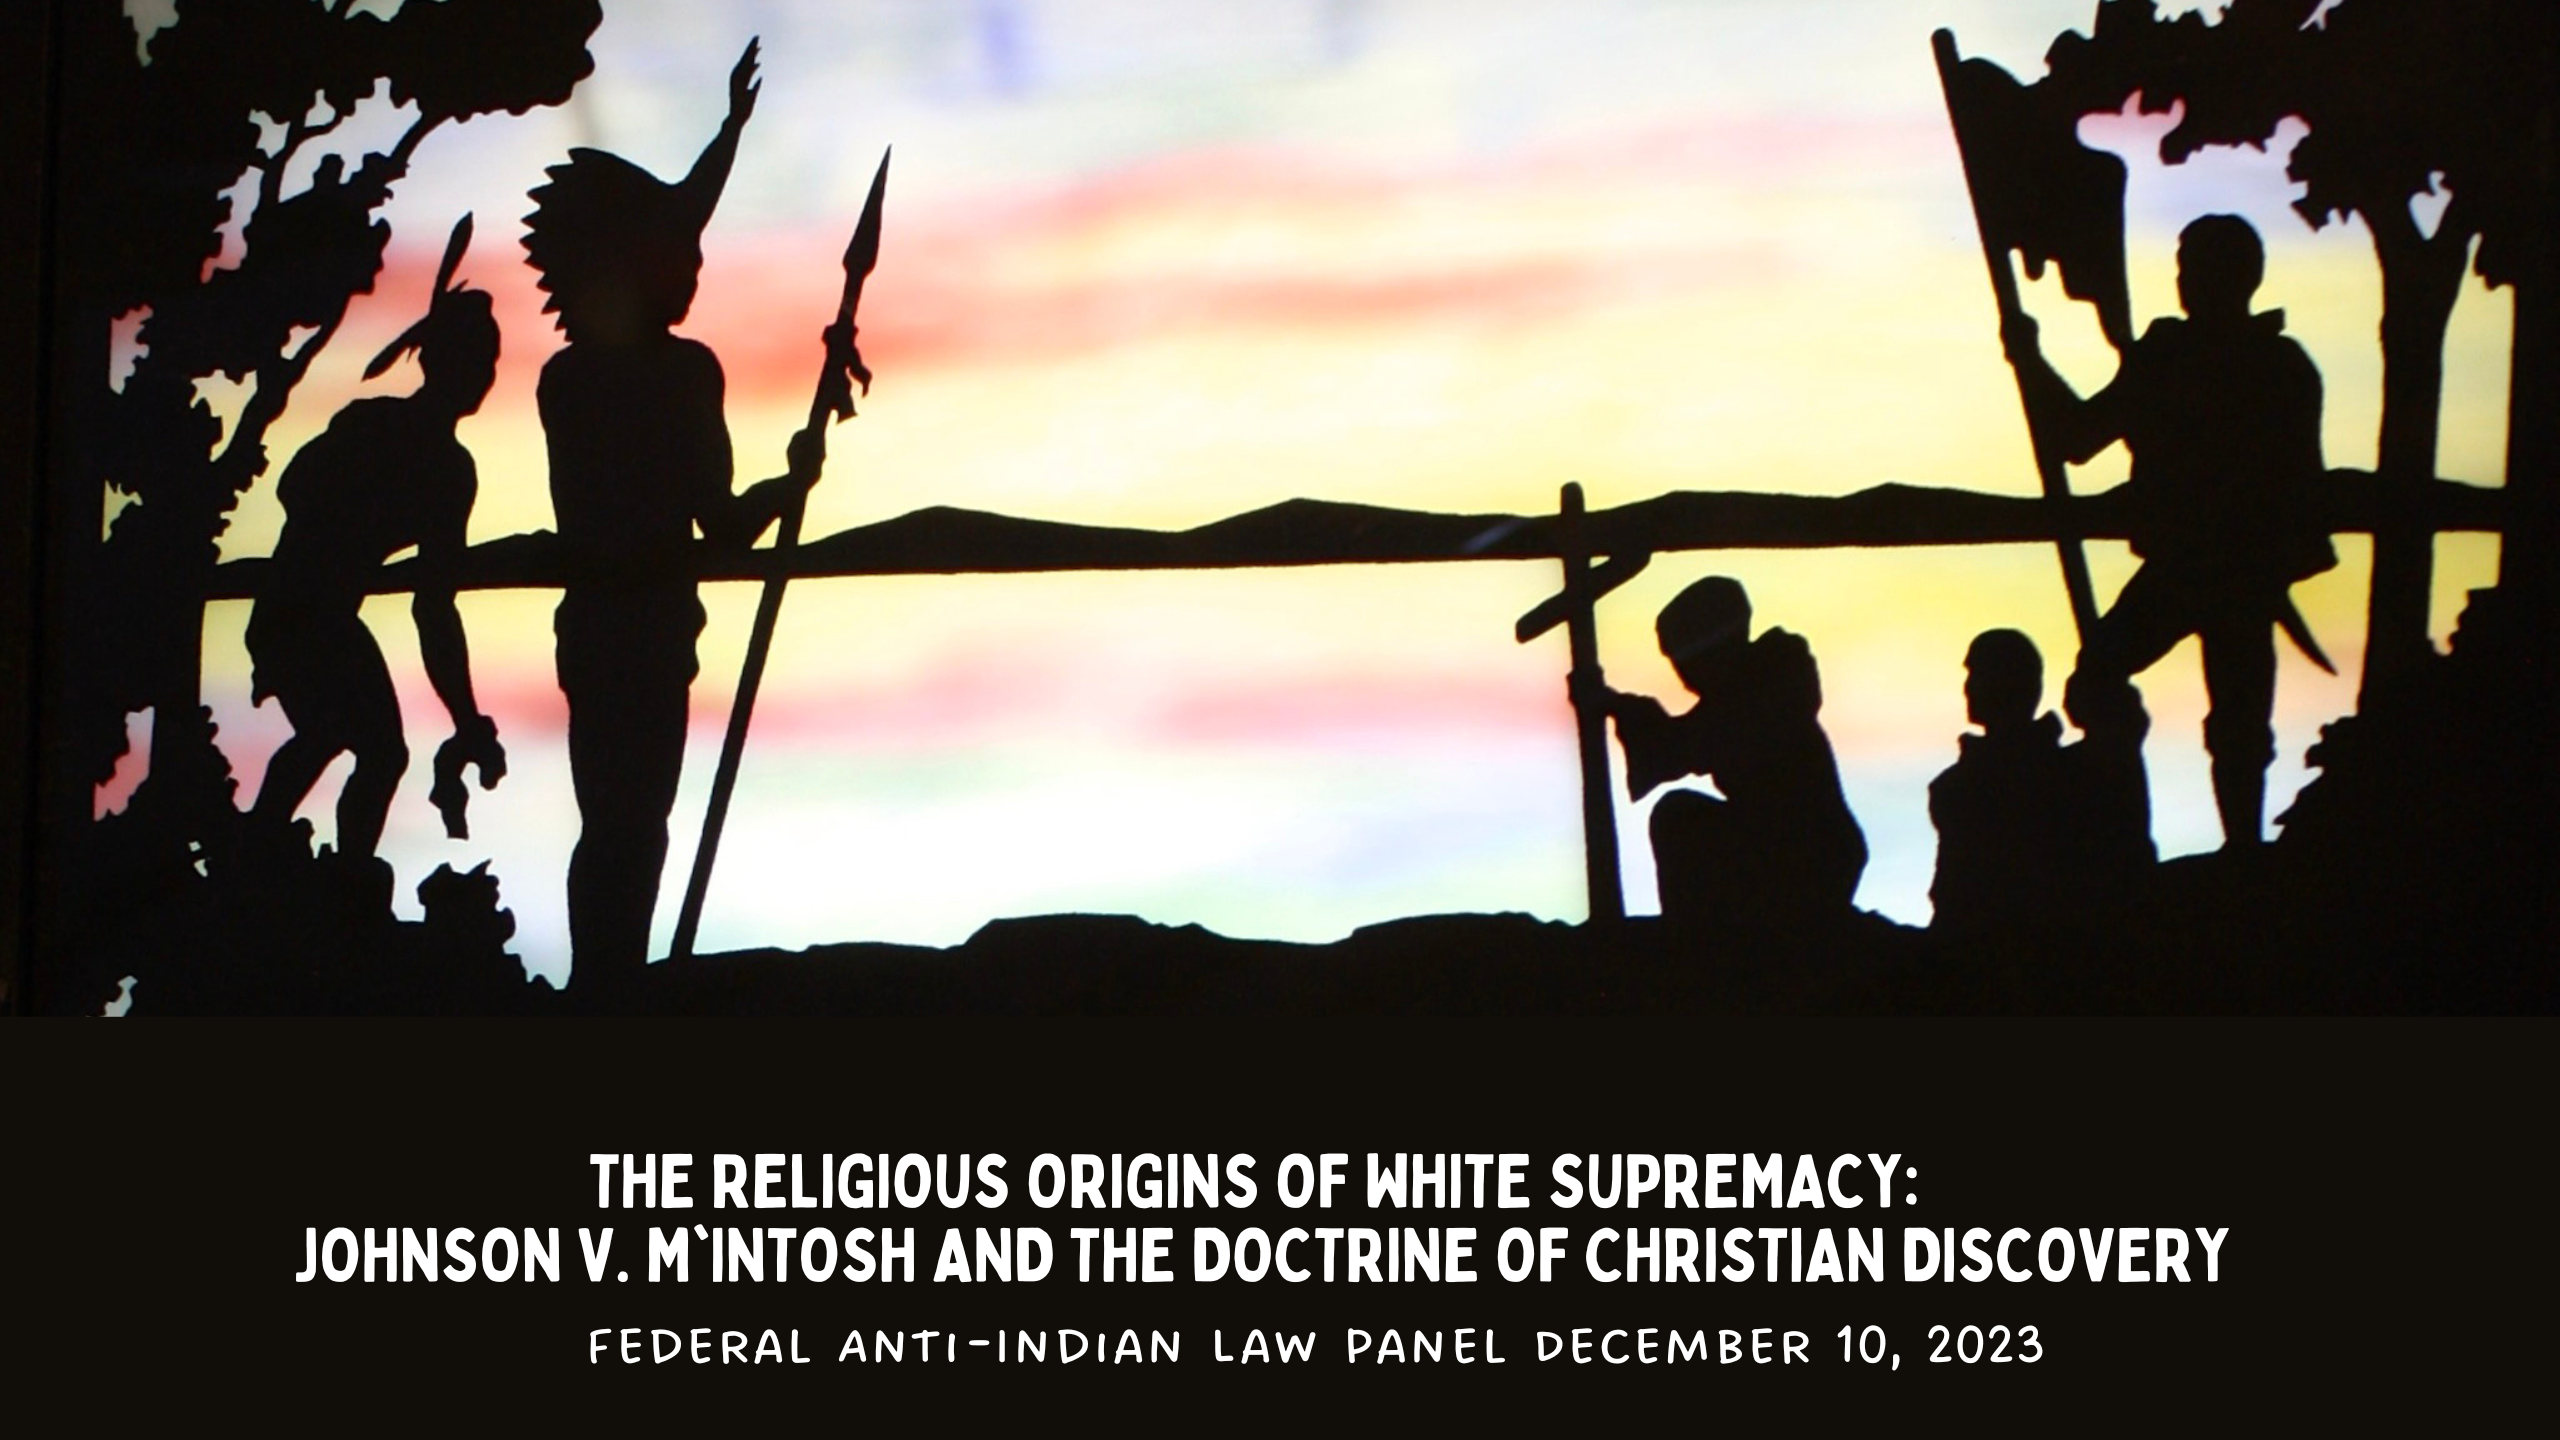 THE RELIGIOUS ORIGINS OF WHITE SUPREMACY:
JOHNSON V. M`INTOSH AND THE DOCTRINE OF CHRISTIAN DISCOVERY
FEDERAL ANTI-INDIAN LAW PANEL DECEMBER 10, 2023